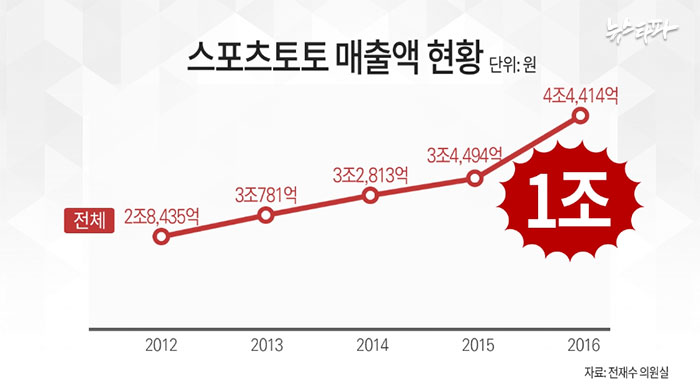 뉴스타파
스포츠토토 매출액 현황 단위: 원
4조4,414억
3조4,494억
3조2,813억
3조781억
2조8,435억
전체
1조
2012 2013 2014 2015 2016
자료: 전재수 의원실